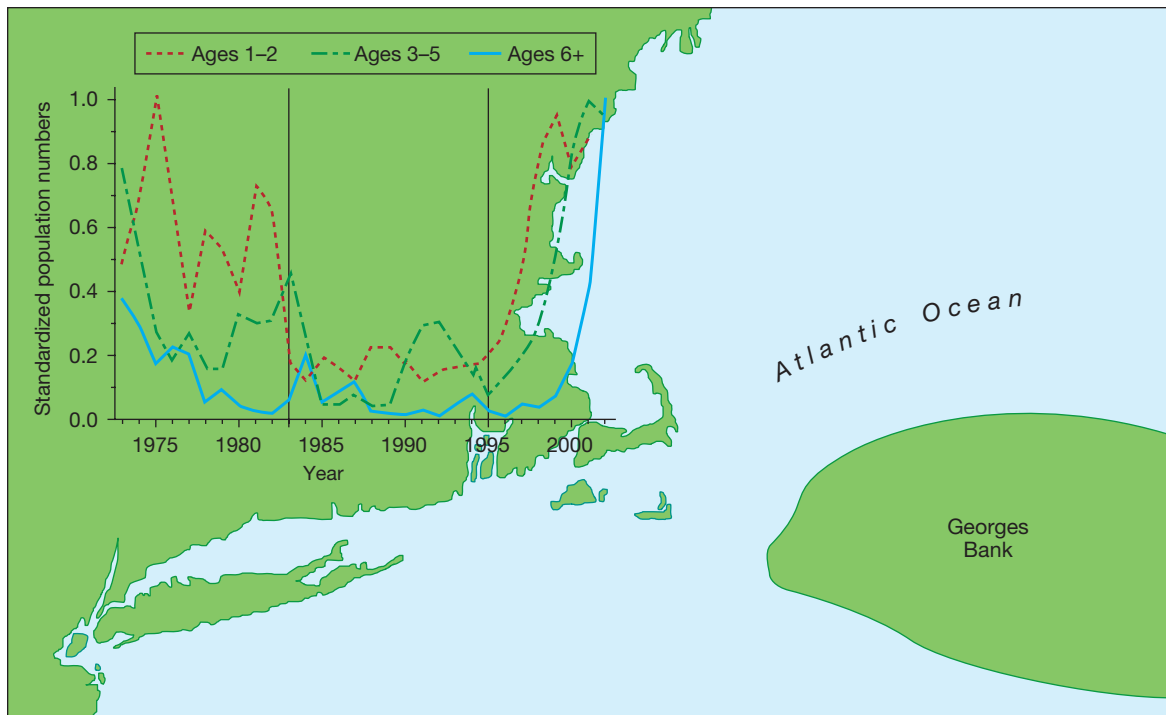 Ages 1–2 Ages 3–5 Ages 6+
Standardized population numbers
1.0
0.8
0.6
0.4
0.2
0.0
1975 1980 1985 1990 1995 2000
Year
Atlantic Ocean
Georges
Bank